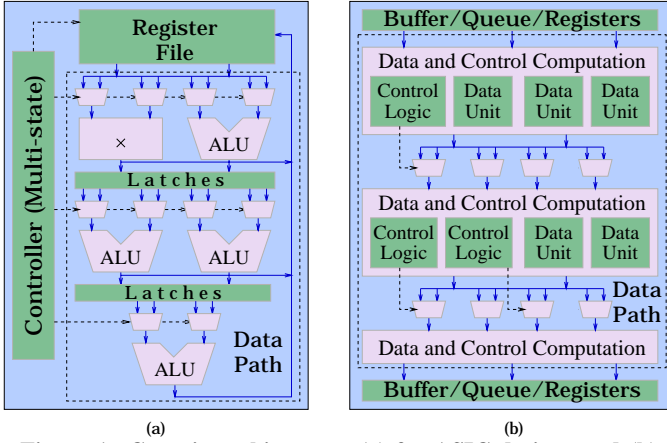 Register
File
Controller (Multi-state)
×
ALU
Latches
ALU
ALU
Latches
ALU
Data
Path
(a)
Buffer/Queue/Registers
Data and Control Computation
Control
Logic
Data
Unit
Data
Unit
Data
Unit
Data and Control Computation
Control
Logic
Control
Logic
Data
Unit
Data
Unit
Data
Path
Data and Control Computation
Buffer/Queue/Registers
(b)